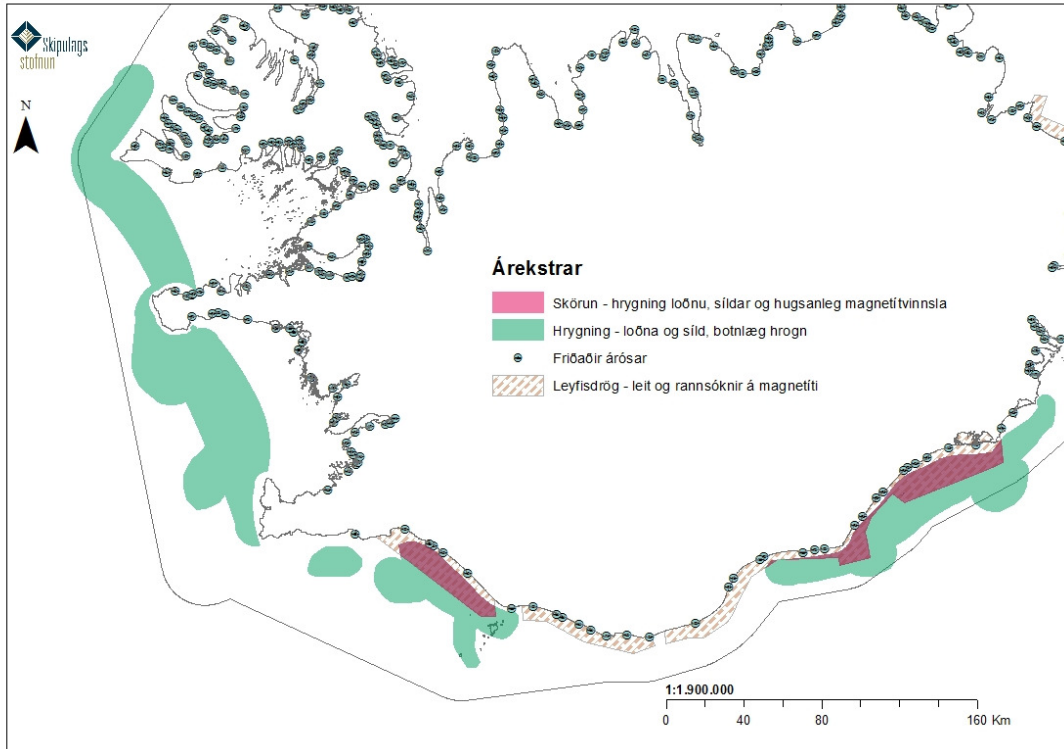 Skipulags
stofnun
N
Árekstrar
Skörun - hrygning loðnu, síldar og hugsanleg magnetítvinnsla
Hrygning - loðna og síld, botnlæg hrogn
Friðaðir árósar
Leyfisdrög - leit og rannsóknir á magnetíti
1:1.900.000
0 40 80 160 Km